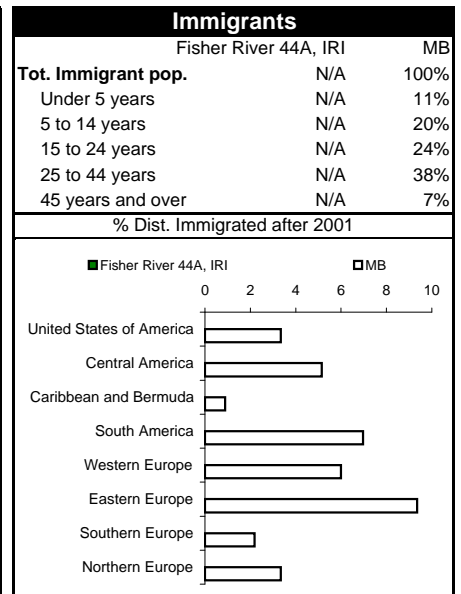 Immigrants
Fisher River 44A, IRI MB
Tot. Immigrant pop. N/A 100%
Under 5 years N/A 11%
5 to 14 years N/A 20%
15 to 24 years N/A 24%
25 to 44 years N/A 38%
45 years and over N/A 7%
% Dist. Immigrated after 2001
Fisher River 44A, IRI MB
0 2 4 6 8 10
United States of America
Central America
Caribbean and Bermuda
South America
Western Europe
Eastern Europe
Southern Europe
Northern Europe